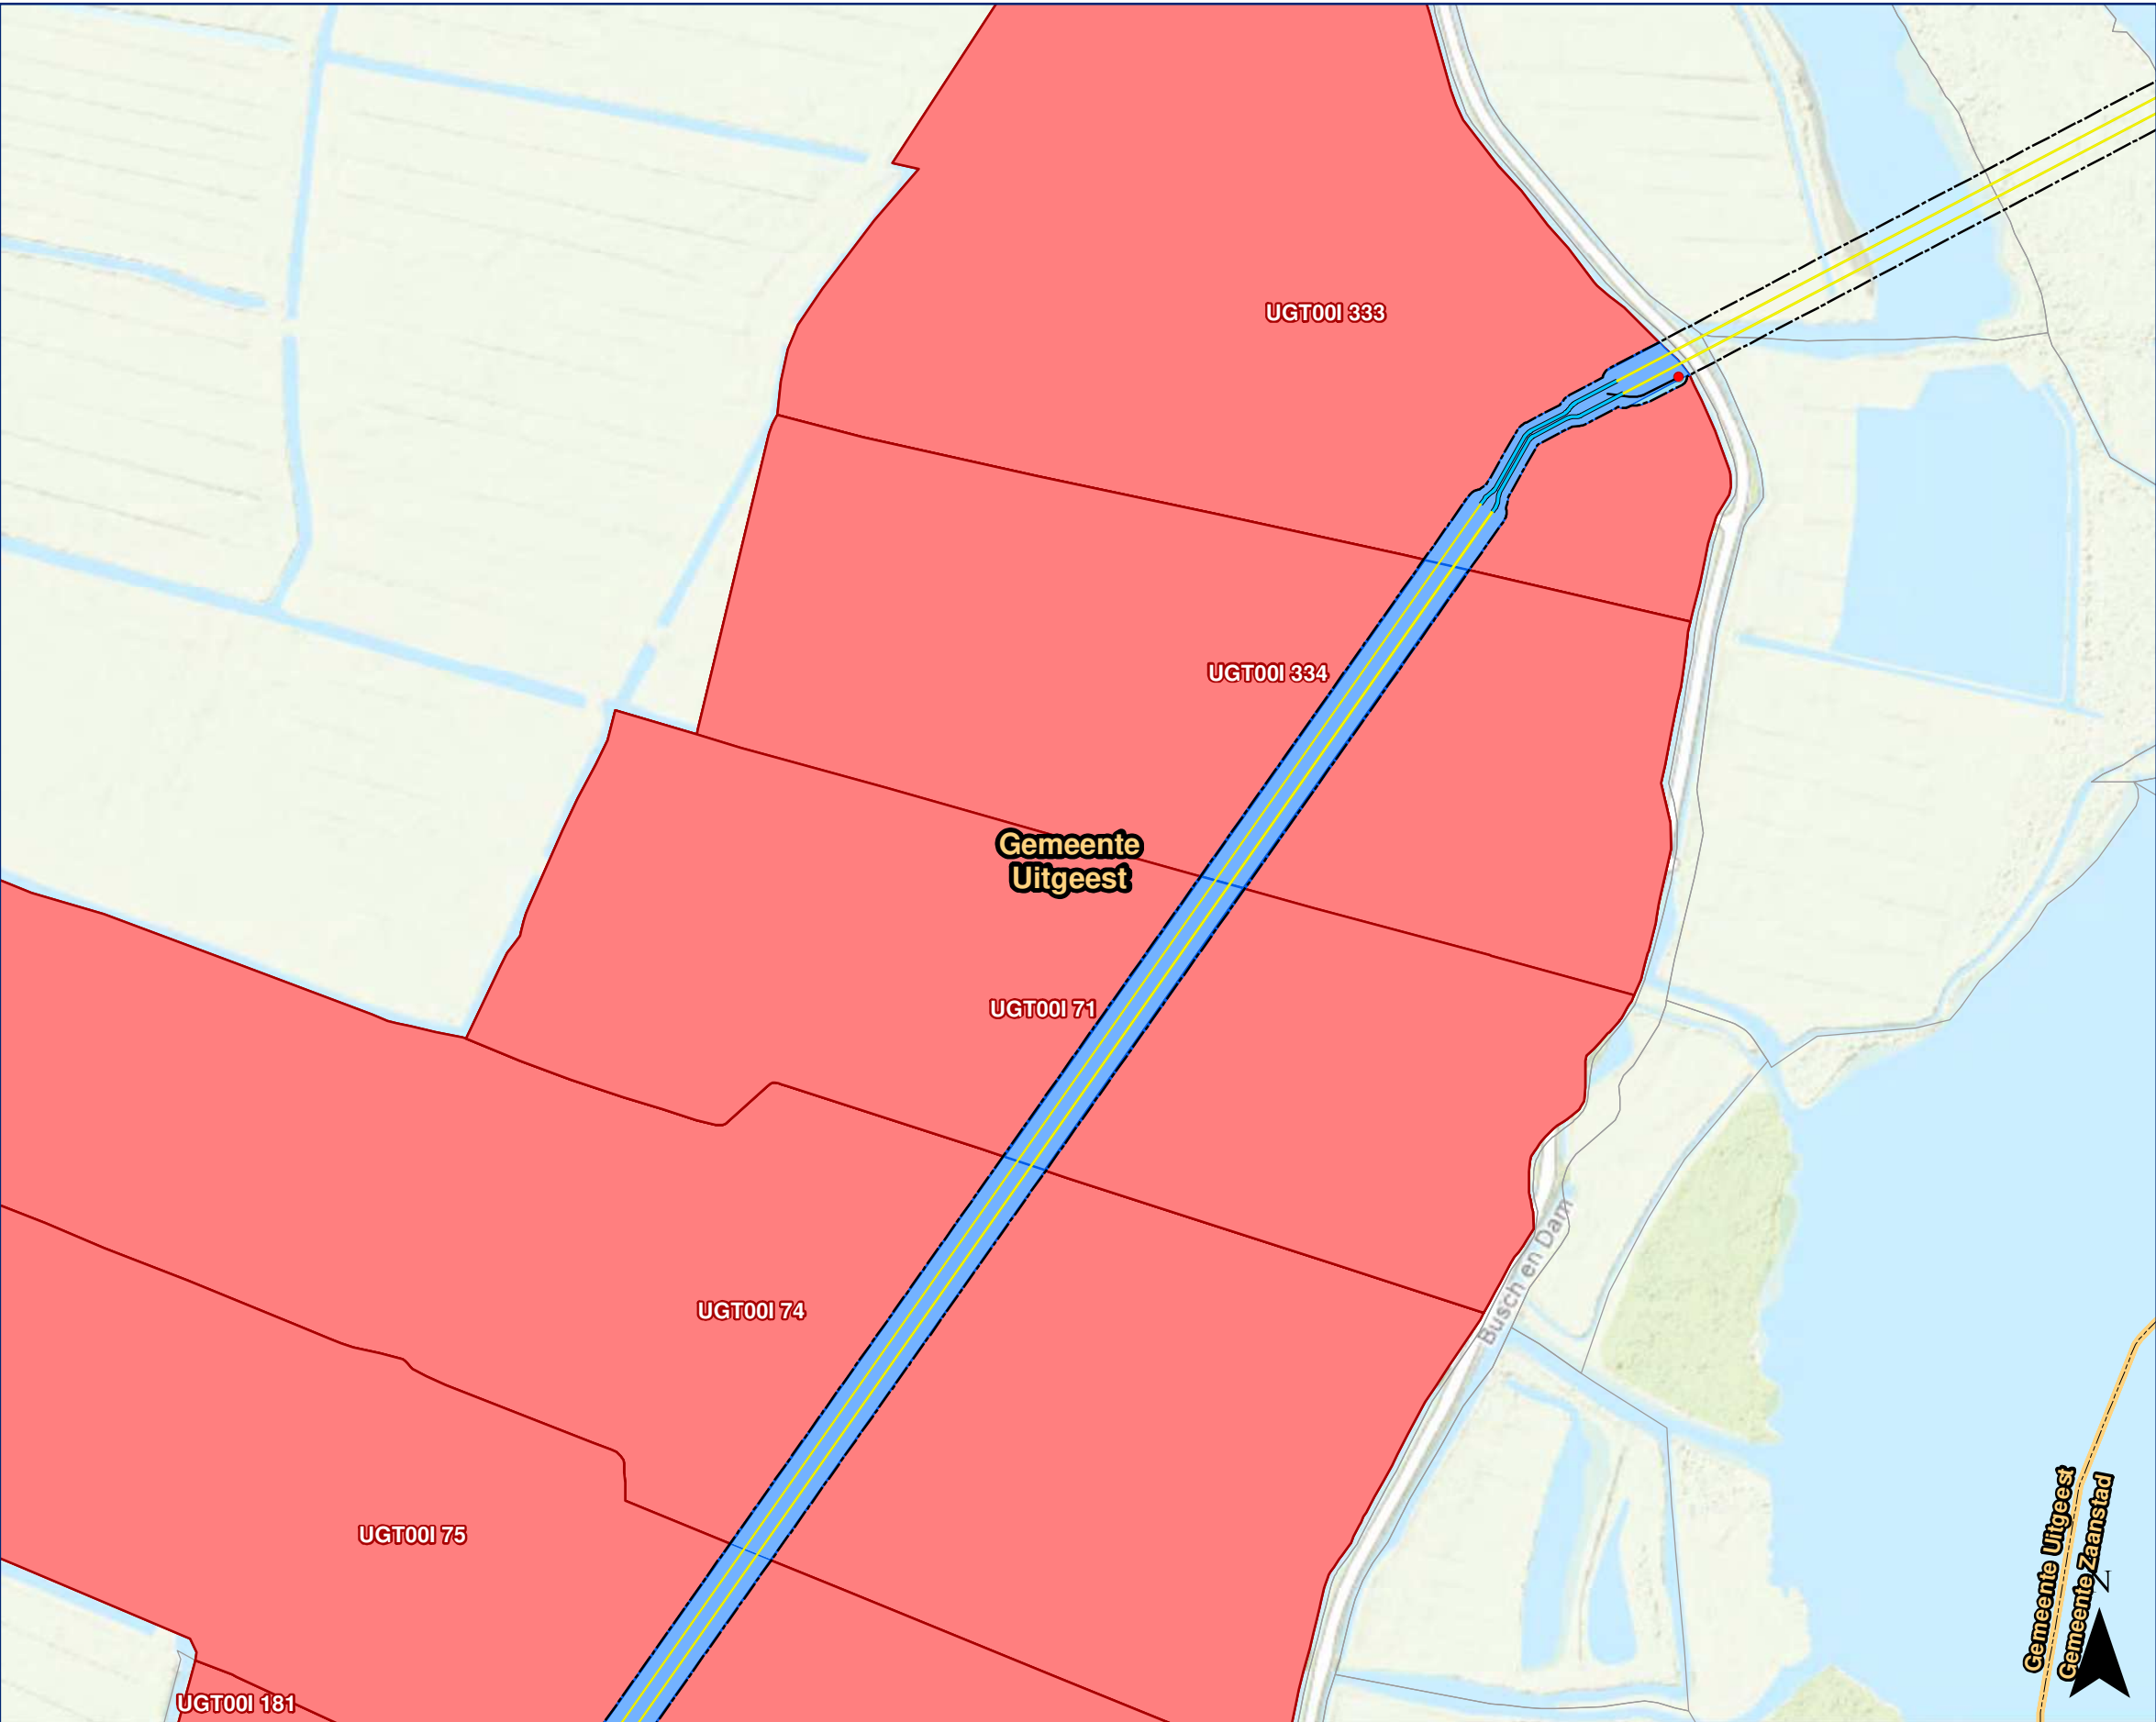 UGT00I 333
UGT00I 334
Gemeente
Uitgeest
UGT00I 71
Busch en Dam
UGT00I 74
UGT00I 75
Gemeente Uitgeest
Gemeente Zaanstad
N
UGT00I 181